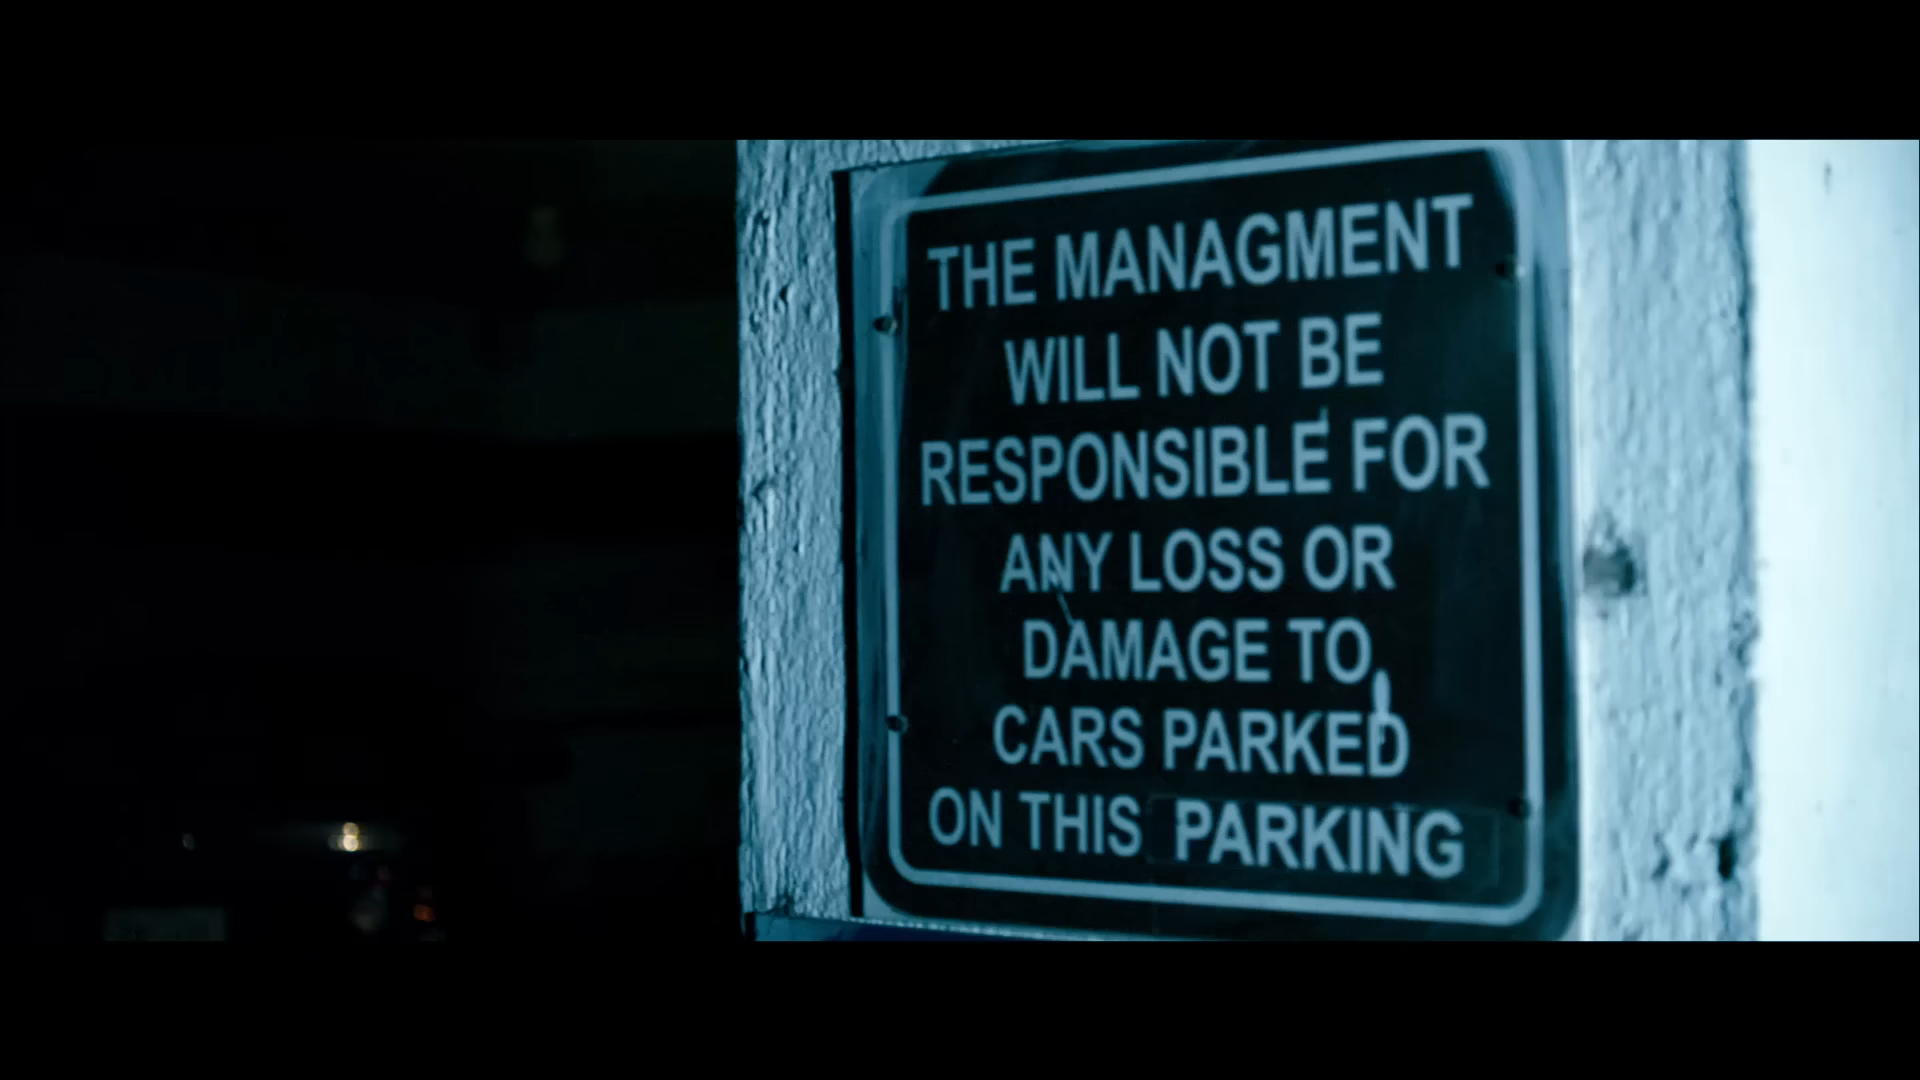 THE MANAGMENT
WILL NOT BE
RESPONSIBLE FOR
ANY LOSS OR
DAMAGE TO
CARS PARKED
ON THIS PARKING